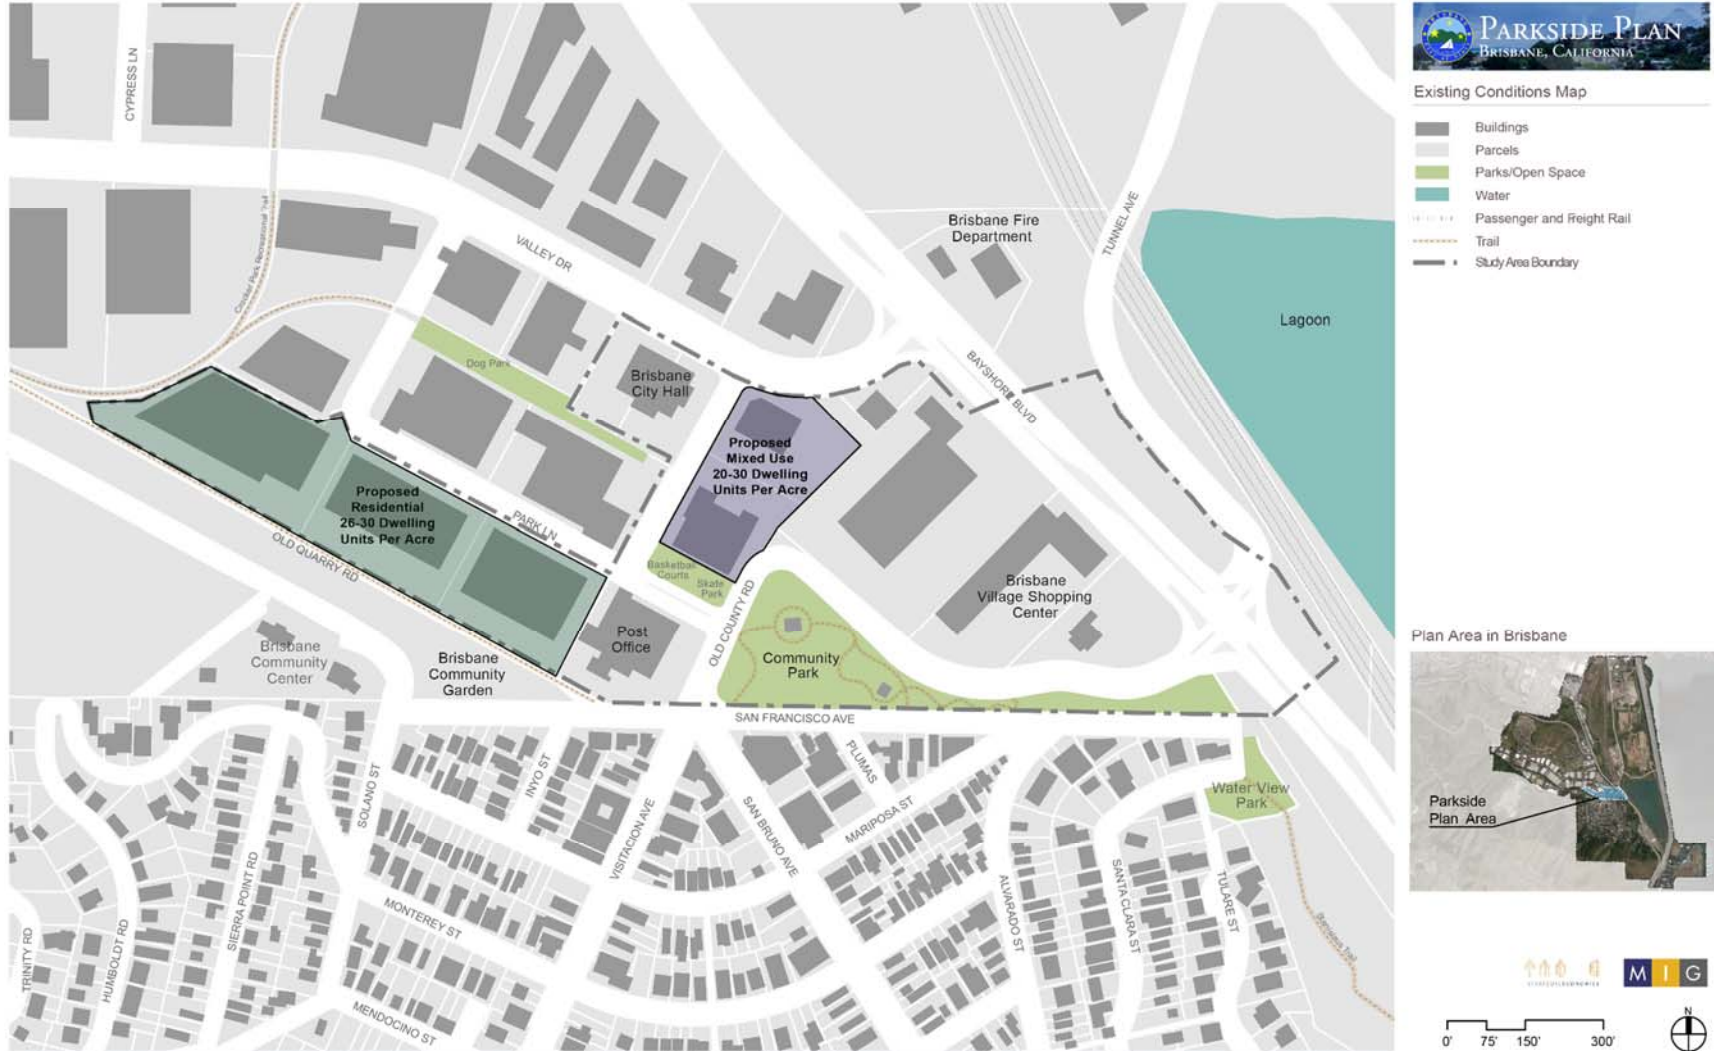 PARKSIDE PLAN
BRISBANE, CALIFORNIA
Existing Conditions Map
Buildings
Parcels
Parks/Open Space
Water
Passenger and Freight Rail
Trail
Study Area Boundary
CYPRESS LN
Crocker Park Recreational Trail
VALLEY DR
Brisbane Fire
Department
TUNNEL AVE
Lagoon
BAYSHORE BLVD
Dog Park
Brisbane
City Hall
Proposed
Mixed Use
20-30 Dwelling
Units Per Acre
Proposed
Residential
26-30 Dwelling
Units Per Acre
PARK LN
OLD QUARRY RD
Basketball
Courts
Skate
Park
OLD COUNTY RD
Brisbane
Village Shopping
Center
Post
Office
Community
Park
Brisbane
Community
Center
Brisbane
Community
Garden
SAN FRANCISCO AVE
Plan Area in Brisbane
Parkside
Plan Area
SOLANO ST
INYO ST
PLUMAS
MARIPOSA ST
SAN BRUNO AVE
VISITACION AVE
Water View
Park
SIERRA POINT RD
MONTEREY ST
ALVARADO ST
SANTA CLARA ST
TULARE ST
TRINITY RD
HUMBOLDT RD
MENDOCINO ST
M I G
N
0' 75' 150' 300'